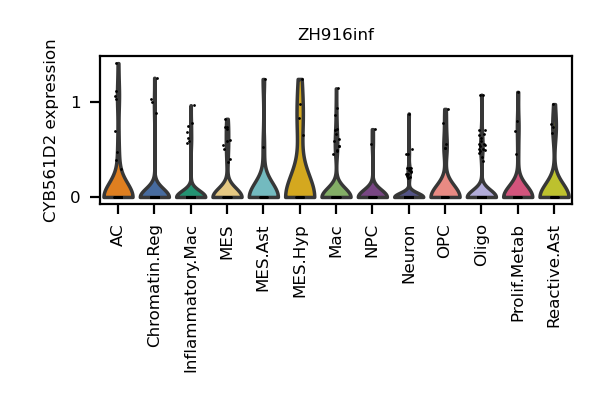 ZH916inf
CYB561D2 expression
1
0
AC
Chromatin.Reg
Inflammatory.Mac
MES
MES.Ast
MES.Hyp
Mac
NPC
Neuron
OPC
Oligo
Prolif.Metab
Reactive.Ast